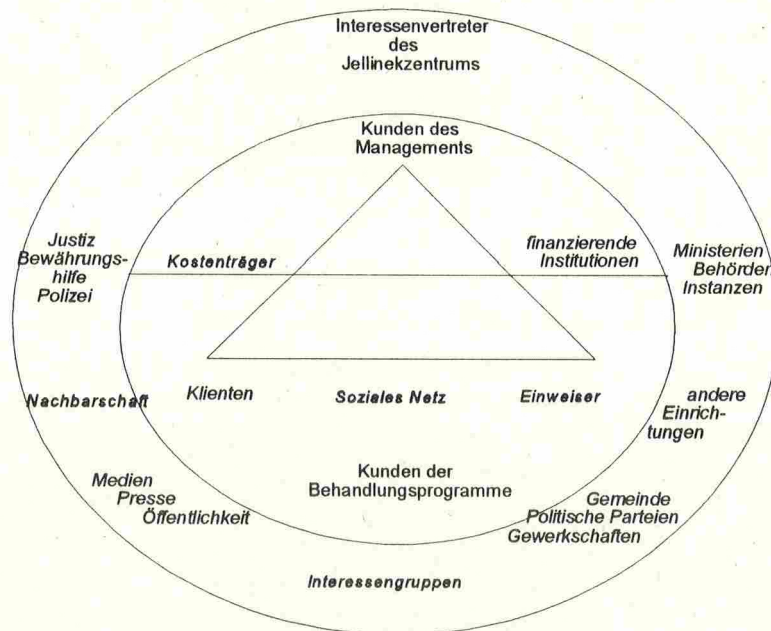 Interessenvertreter
des
Jellinekzentrums
Kunden des
Managements
Justiz
Bewährungs-
hilfe
Polizei
Kostenträger
finanzierende
Institutionen
Ministerien
Behörden
Instanzen
Nachbarschaft
Klienten
Soziales Netz
Einweiser
andere
Einrich-
tungen
Medien
Presse
Öffentlichkeit
Kunden der
Behandlungsprogramme
Gemeinde
Politische Parteien
Gewerkschaften
Interessengruppen